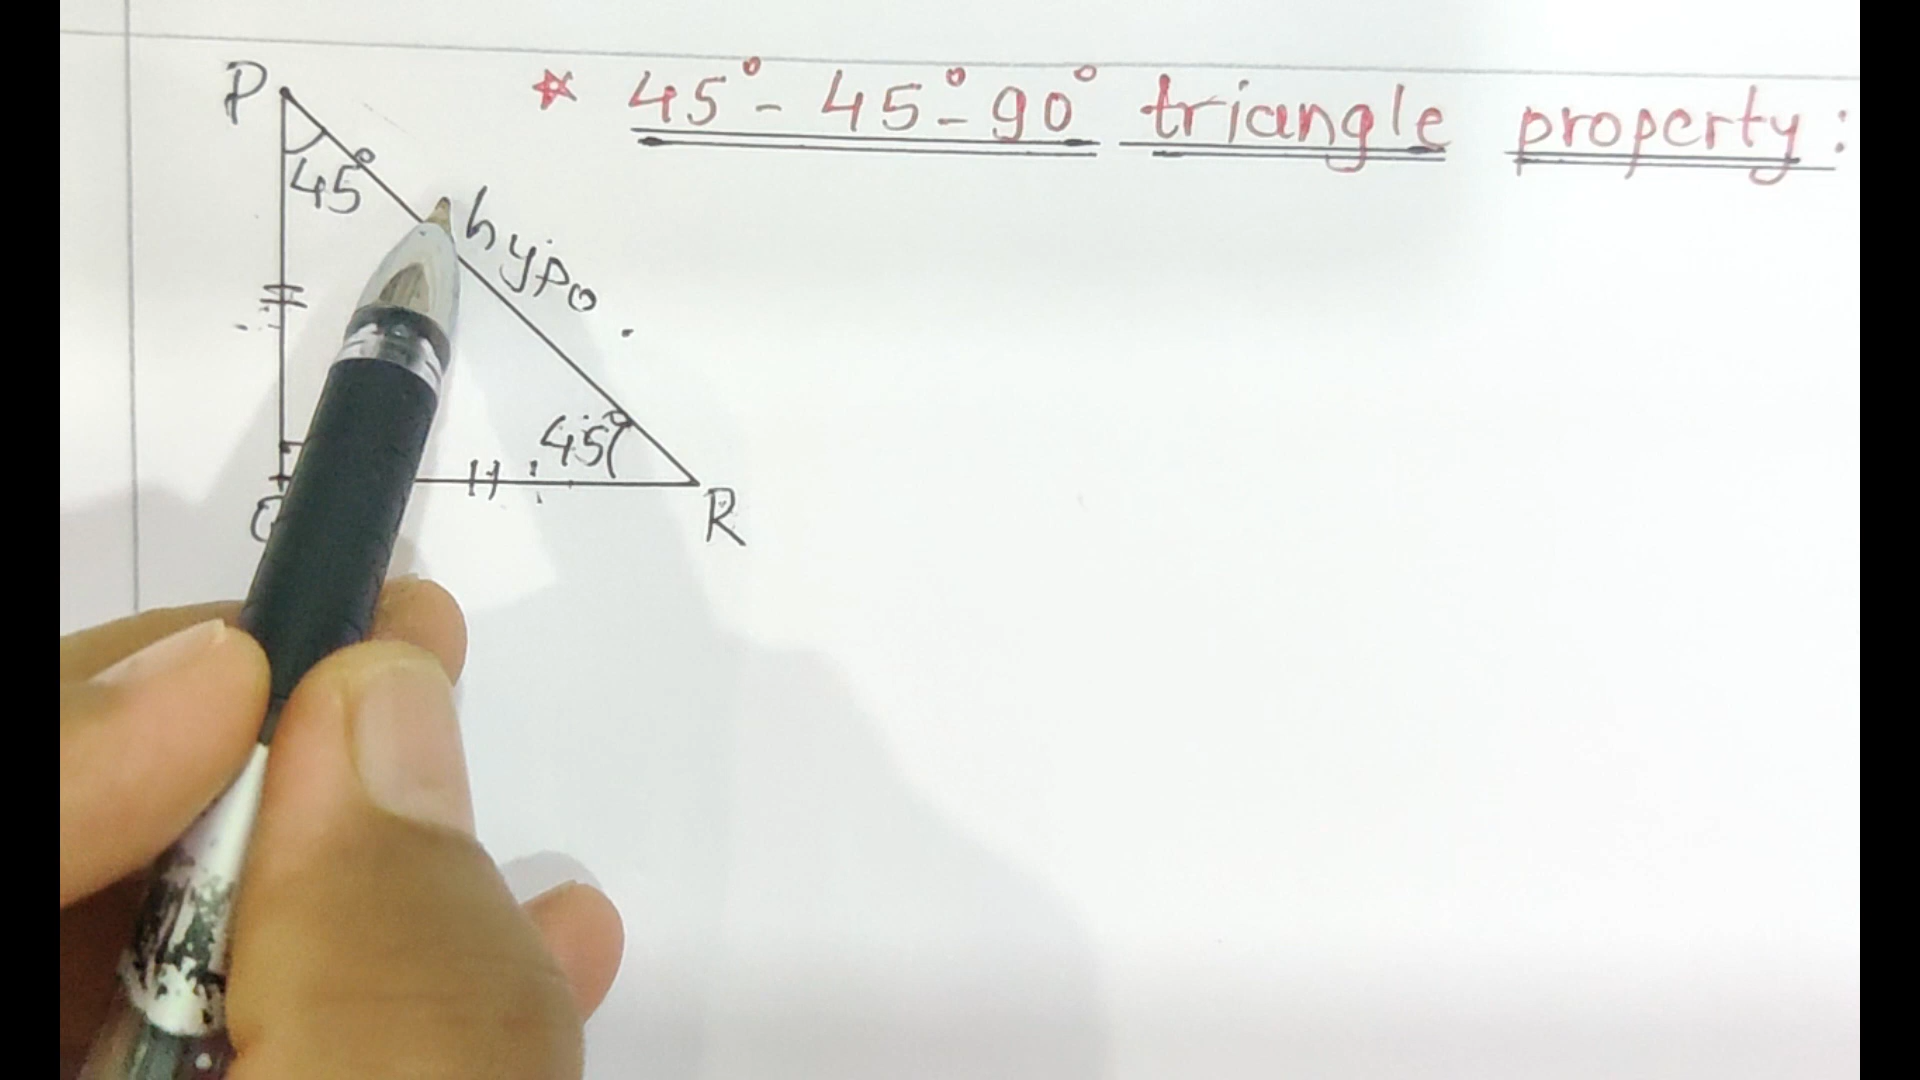 P
* 45° - 45° - 90° triangle property :
45°
hypo.
45°
R